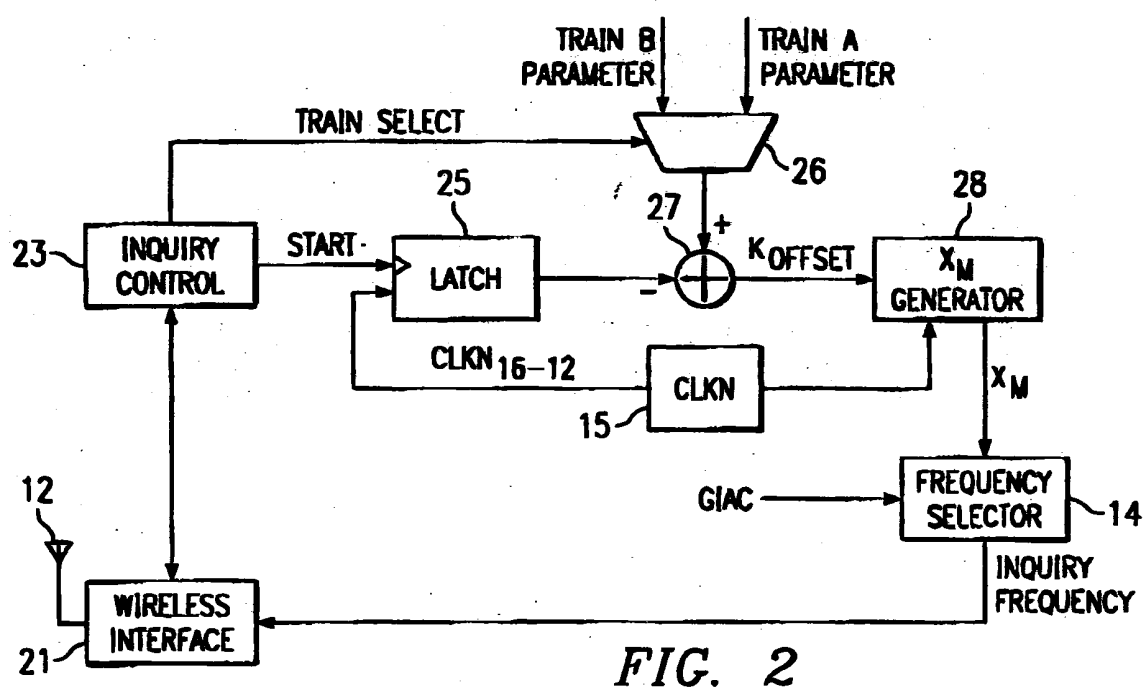 TRAIN B
PARAMETER
TRAIN A
PARAMETER
TRAIN SELECT
26
25
27
28
+
23
INQUIRY
CONTROL
START
LATCH
-
K OFFSET
X M
GENERATOR
CLKN 16-12
CLKN
15
X M
12
GIAC
FREQUENCY
SELECTOR
14
INQUIRY
FREQUENCY
WIRELESS
INTERFACE
21
FIG. 2